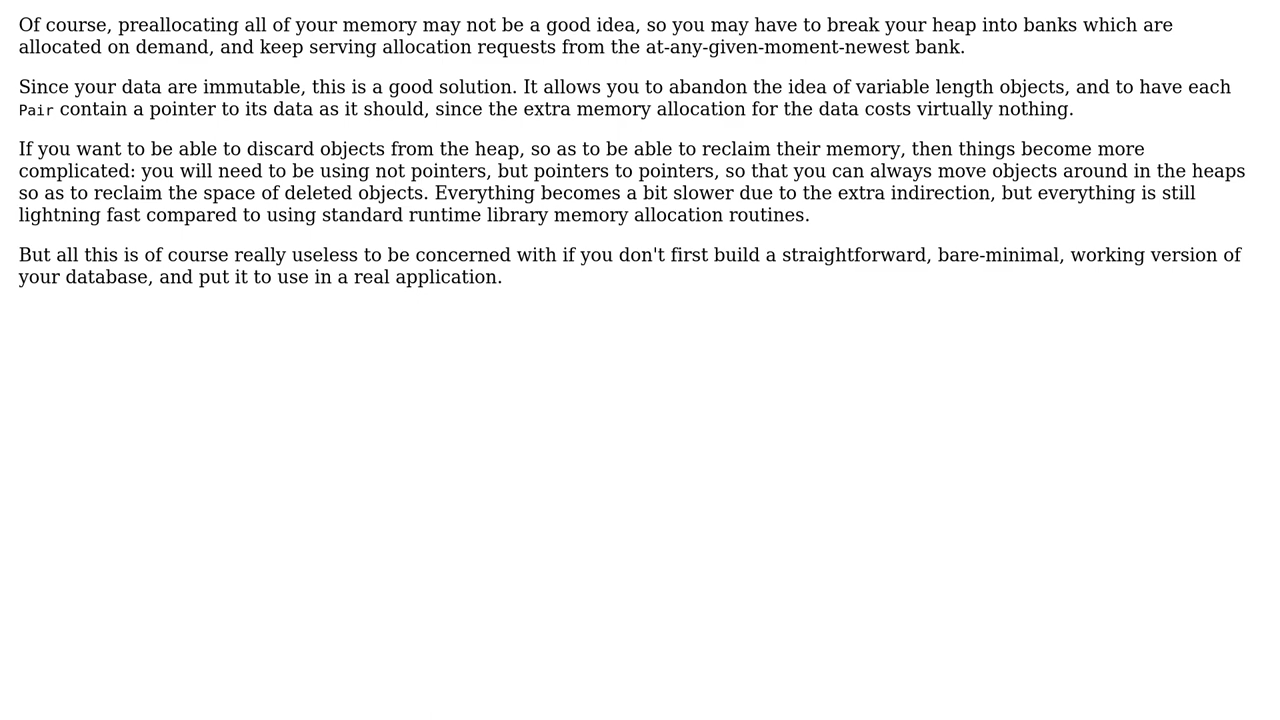 Of course, preallocating all of your memory may not be a good idea, so you may have to break your heap into banks which are
allocated on demand, and keep serving allocation requests from the at-any-given-moment-newest bank.
Since your data are immutable, this is a good solution. It allows you to abandon the idea of variable length objects, and to have each
Pair contain a pointer to its data as it should, since the extra memory allocation for the data costs virtually nothing.
If you want to be able to discard objects from the heap, so as to be able to reclaim their memory, then things become more
complicated: you will need to be using not pointers, but pointers to pointers, so that you can always move objects around in the heaps
so as to reclaim the space of deleted objects. Everything becomes a bit slower due to the extra indirection, but everything is still
lightning fast compared to using standard runtime library memory allocation routines.
But all this is of course really useless to be concerned with if you don't first build a straightforward, bare-minimal, working version of
your database, and put it to use in a real application.